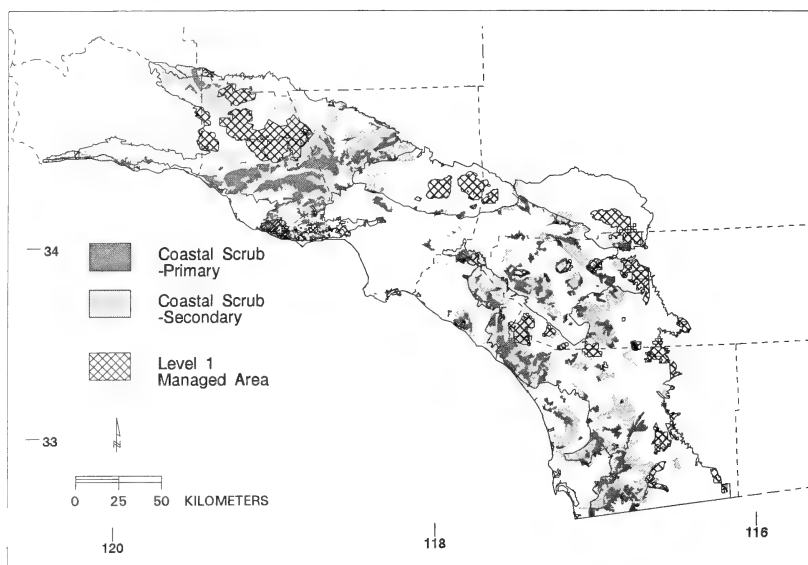 34
Coastal Scrub
-Primary
Coastal Scrub
-Secondary
Level 1
Managed Area
N
33
0 25 50 KILOMETERS
120
118
116